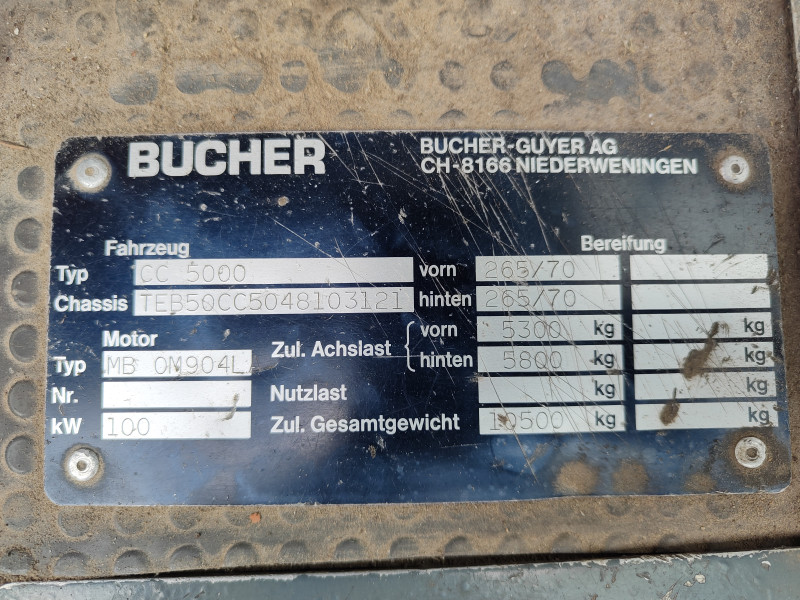 BUCHER
BUCHER-GUYER AG
CH-8166 NIEDERWENINGEN
Fahrzeug Bereifung
Typ CC 5000 vorn 265/70
Chassis TEB50CC5048103121 hinten 265/70
Motor Zul. Achslast vorn 5300 kg kg
Typ MB OM904L hinten 5800 kg kg
Nr. Nutzlast kg kg
kW 100 Zul. Gesamtgewicht 10500 kg kg